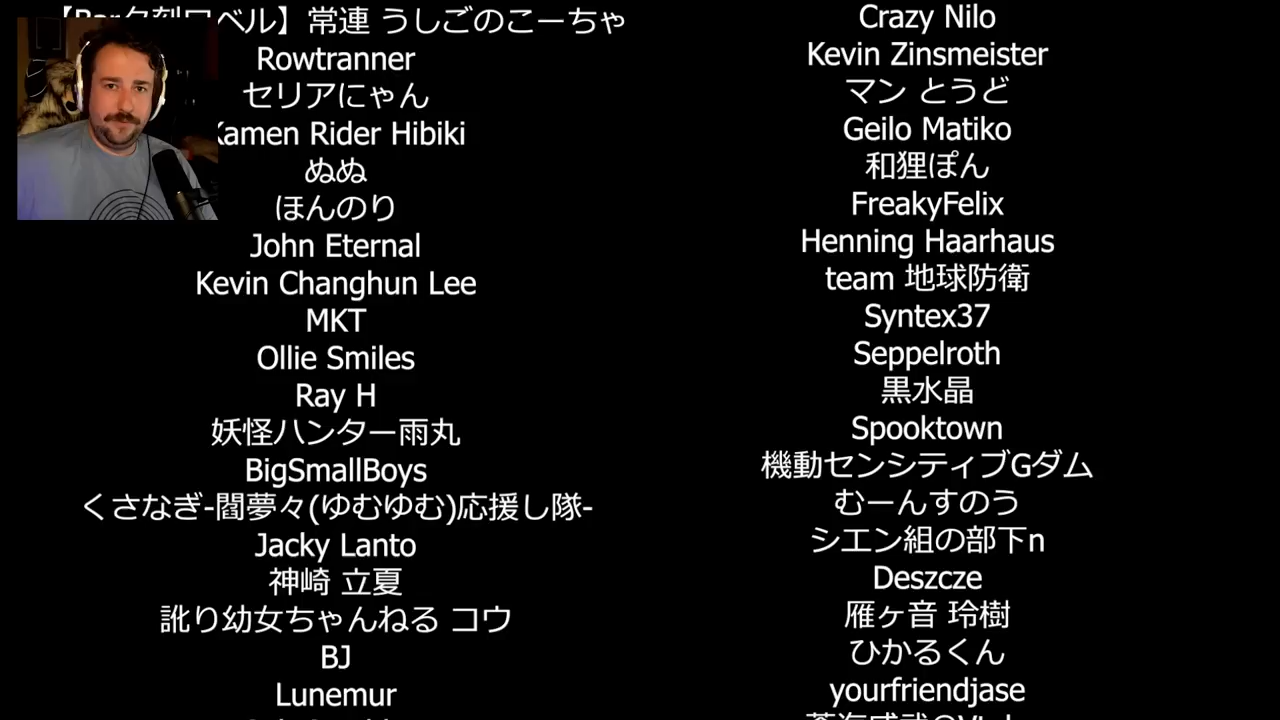 常連 うしごのこーちゃ
Rowtranner
セリアにゃん
Kamen Rider Hibiki
ぬぬ
ほんのり
John Eternal
Kevin Changhun Lee
MKT
Ollie Smiles
Ray H
妖怪ハンター雨丸
BigSmallBoys
くさなぎ-閻夢々(ゆむゆむ)応援し隊-
Jacky Lanto
神崎 立夏
訛り幼女ちゃんねる コウ
BJ
Lunemur
Crazy Nilo
Kevin Zinsmeister
マン とうど
Geilo Matiko
和狸ぽん
FreakyFelix
Henning Haarhaus
team 地球防衛
Syntex37
Seppelroth
黒水晶
Spooktown
機動センシティブGダム
むーんすのう
シエン組の部下n
Deszcze
雁ヶ音 玲樹
ひかるくん
yourfriendjase